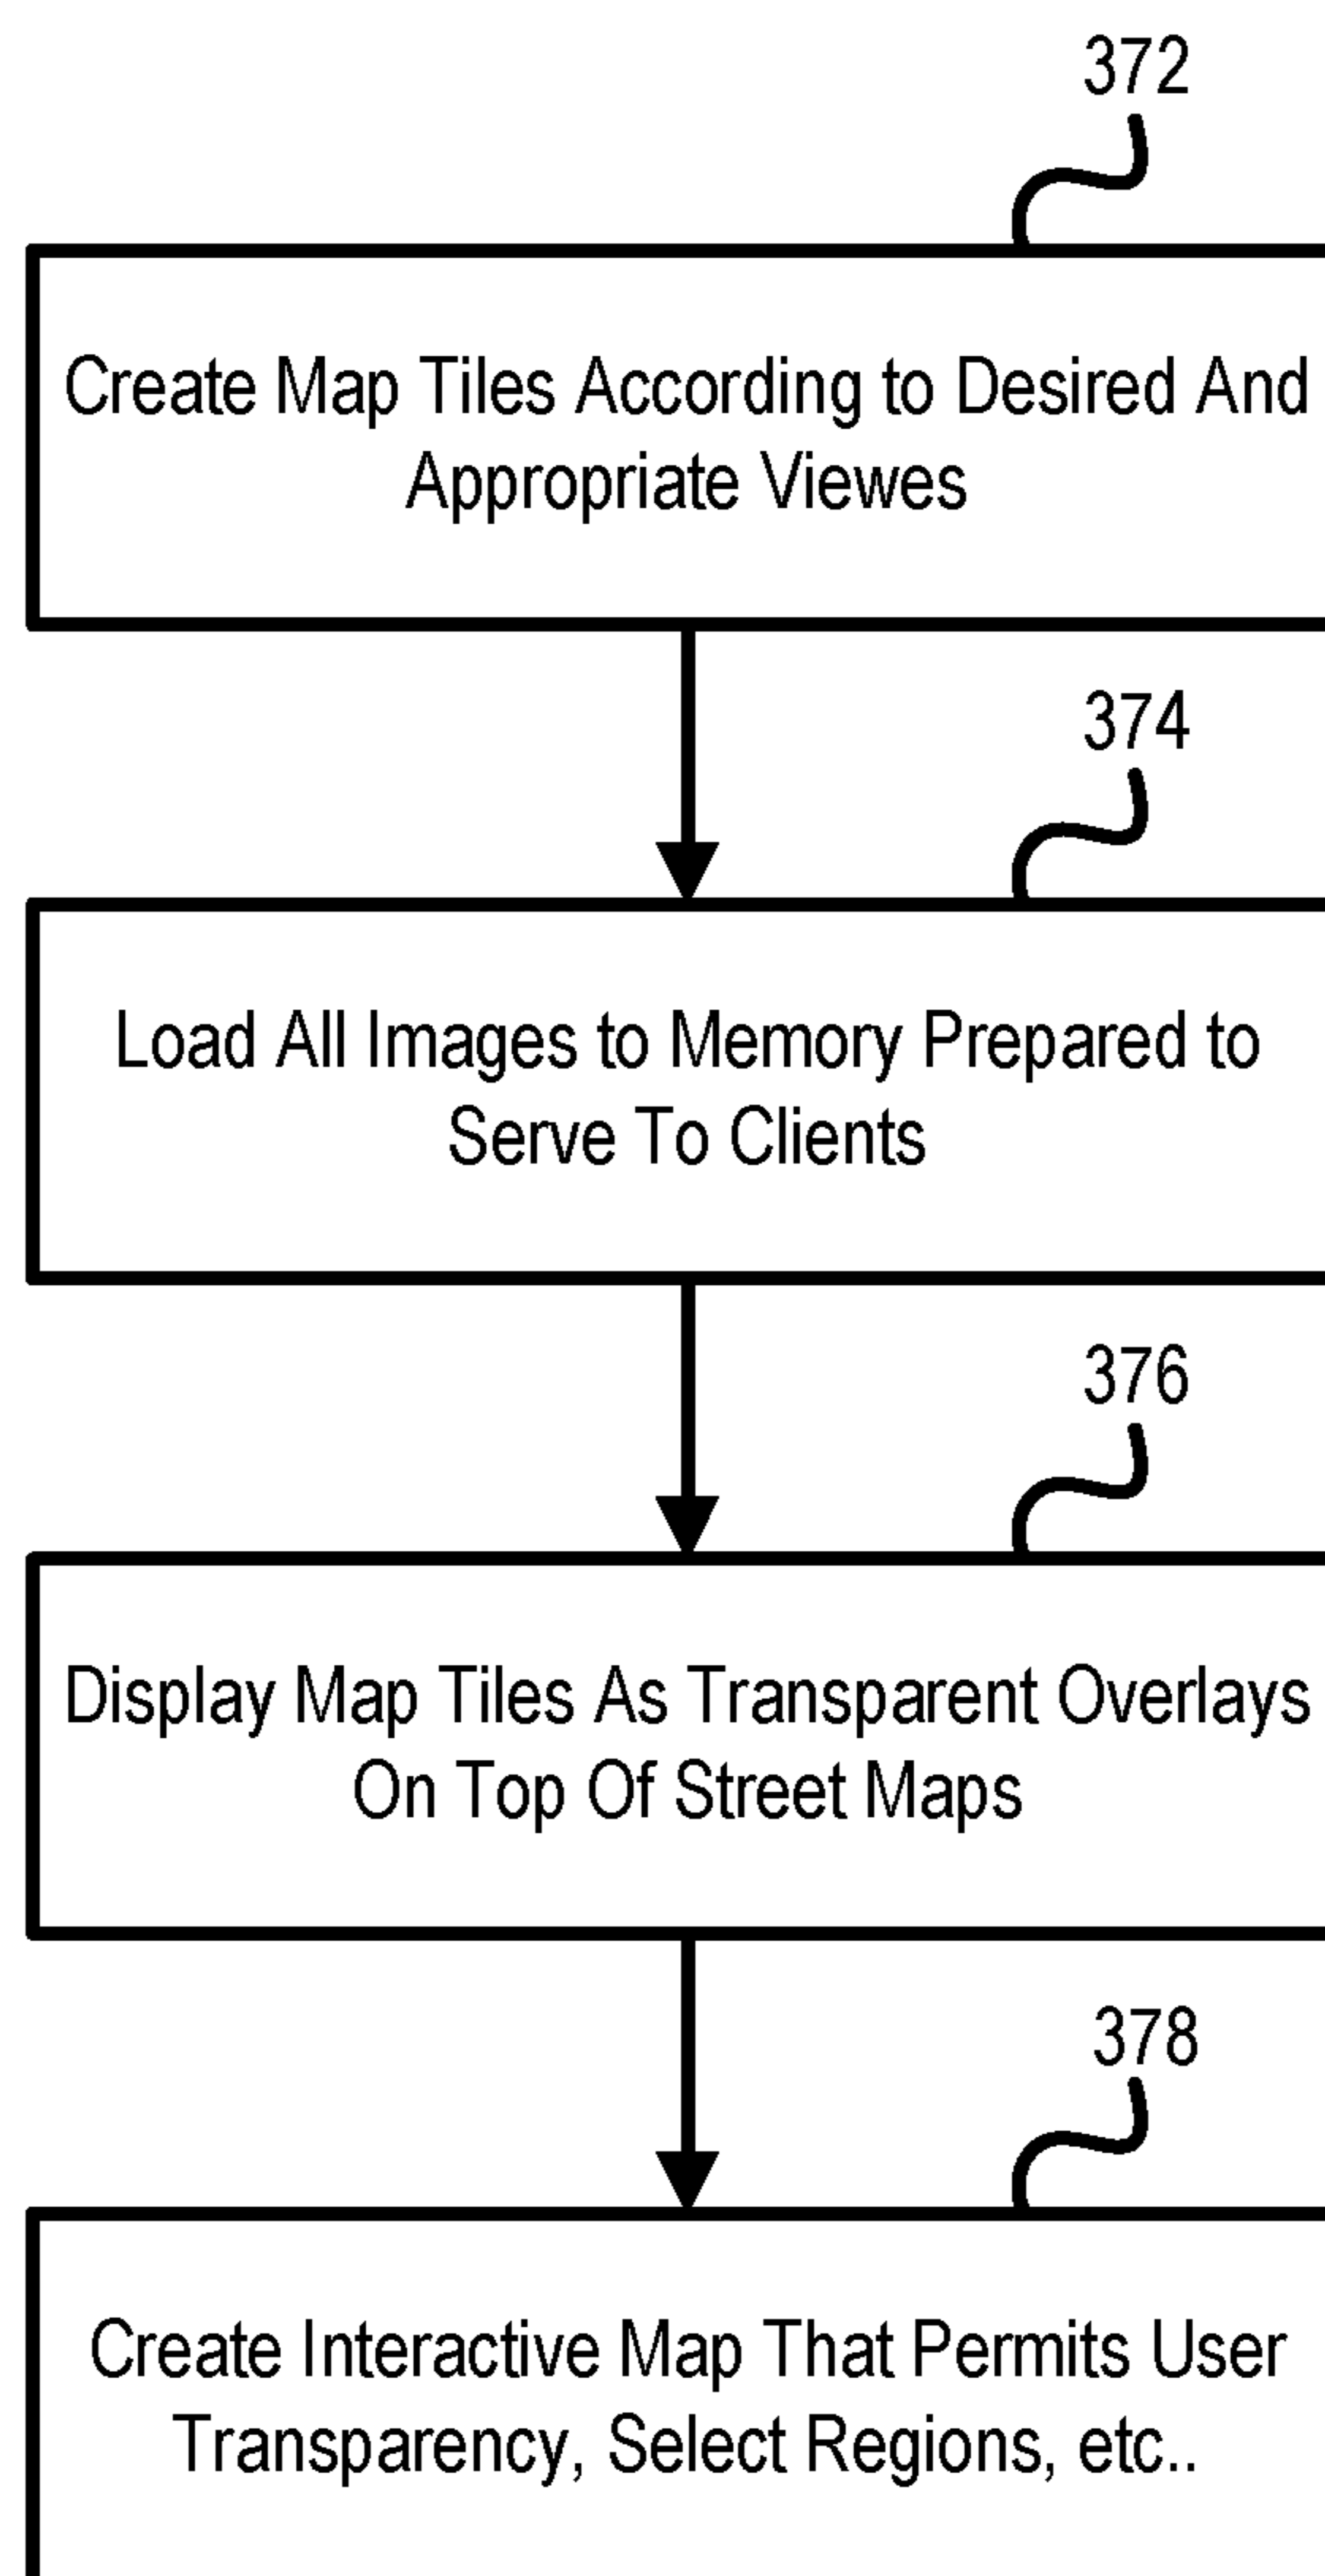 372
Create Map Tiles According to Desired And
Appropriate Viewes
374
Load All Images to Memory Prepared to
Serve To Clients
376
Display Map Tiles As Transparent Overlays
On Top Of Street Maps
378
Create Interactive Map That Permits User
Transparency, Select Regions, etc..